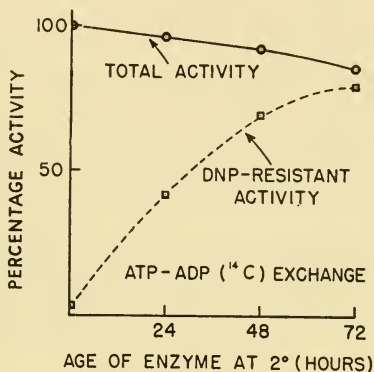 100
TOTAL ACTIVITY
50
DNP-RESISTANT
ACTIVITY
PERCENTAGE ACTIVITY
ATP-ADP (¹⁴C) EXCHANGE
24
48
72
AGE OF ENZYME AT 2° (HOURS)